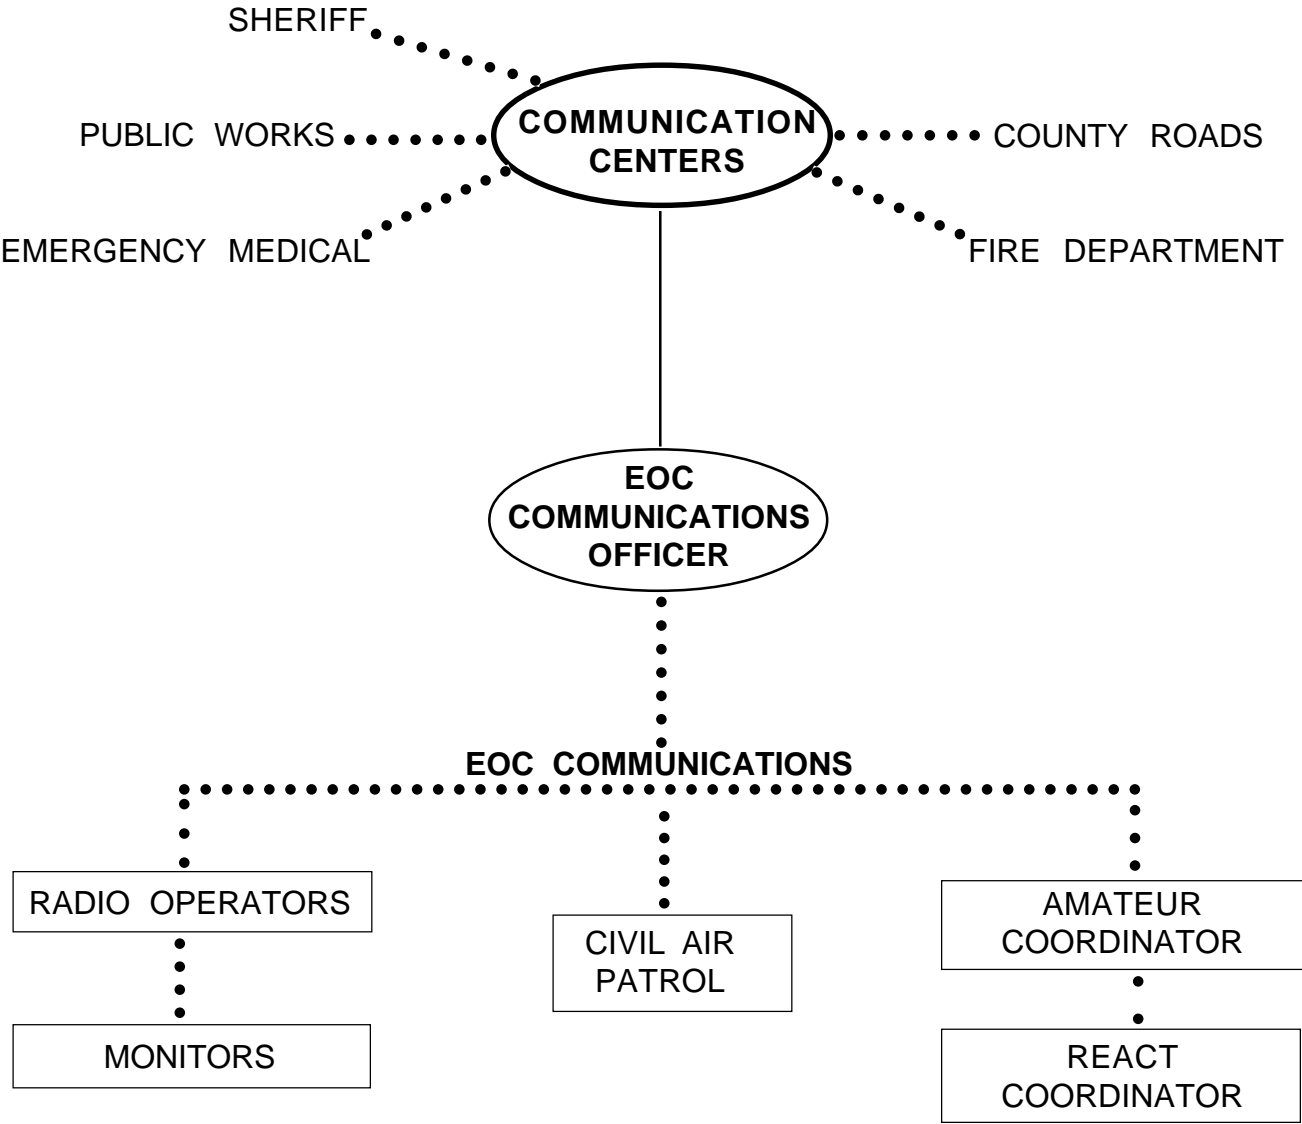 SHERIFF
COMMUNICATION
CENTERS
PUBLIC WORKS
COUNTY ROADS
EMERGENCY MEDICAL
FIRE DEPARTMENT
EOC
COMMUNICATIONS
OFFICER
EOC COMMUNICATIONS
RADIO OPERATORS
CIVIL AIR
PATROL
AMATEUR
COORDINATOR
MONITORS
REACT
COORDINATOR